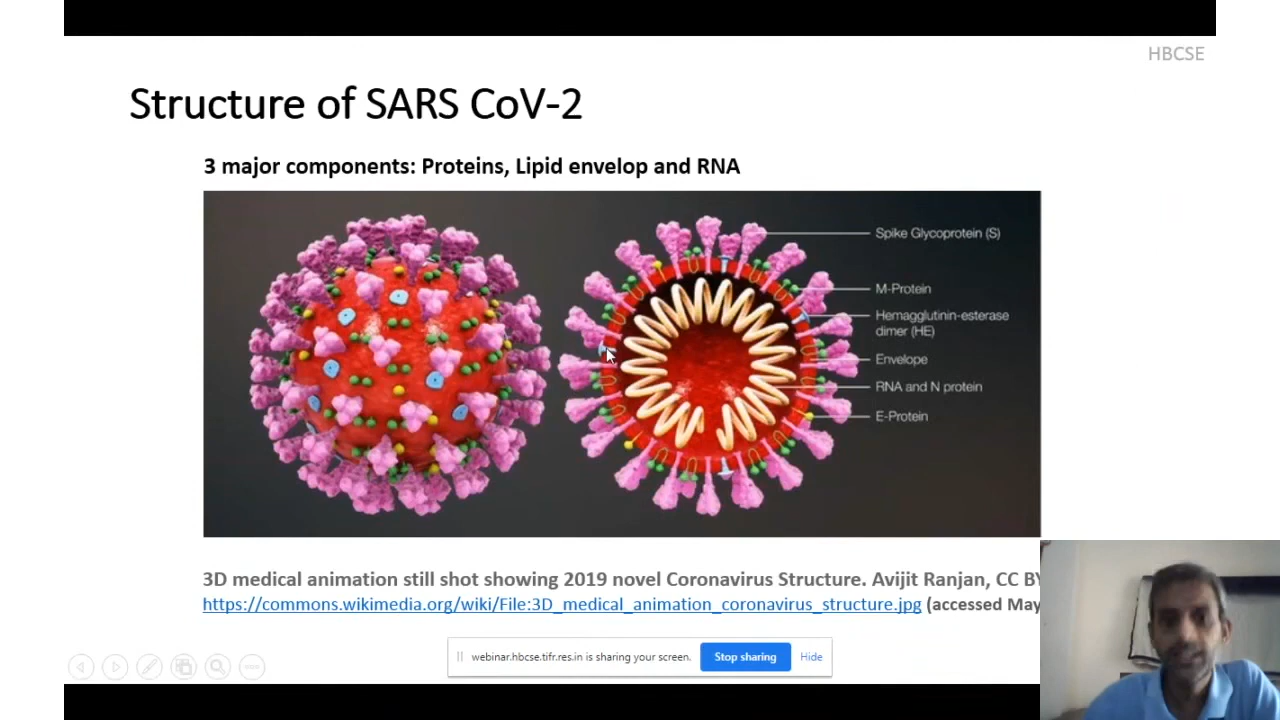 HBCSE
Structure of SARS CoV-2
3 major components: Proteins, Lipid envelop and RNA
Spike Glycoprotein (S)
M-Protein
Hemagglutinin-esterase
dimer (HE)
Envelope
RNA and N protein
E-Protein
3D medical animation still shot showing 2019 novel Coronavirus Structure. Avijit Ranjan, CC BY
https://commons.wikimedia.org/wiki/File:3D_medical_animation_coronavirus_structure.jpg (accessed May
webinar.hbcse.tifr.res.in is sharing your screen. Stop sharing Hide